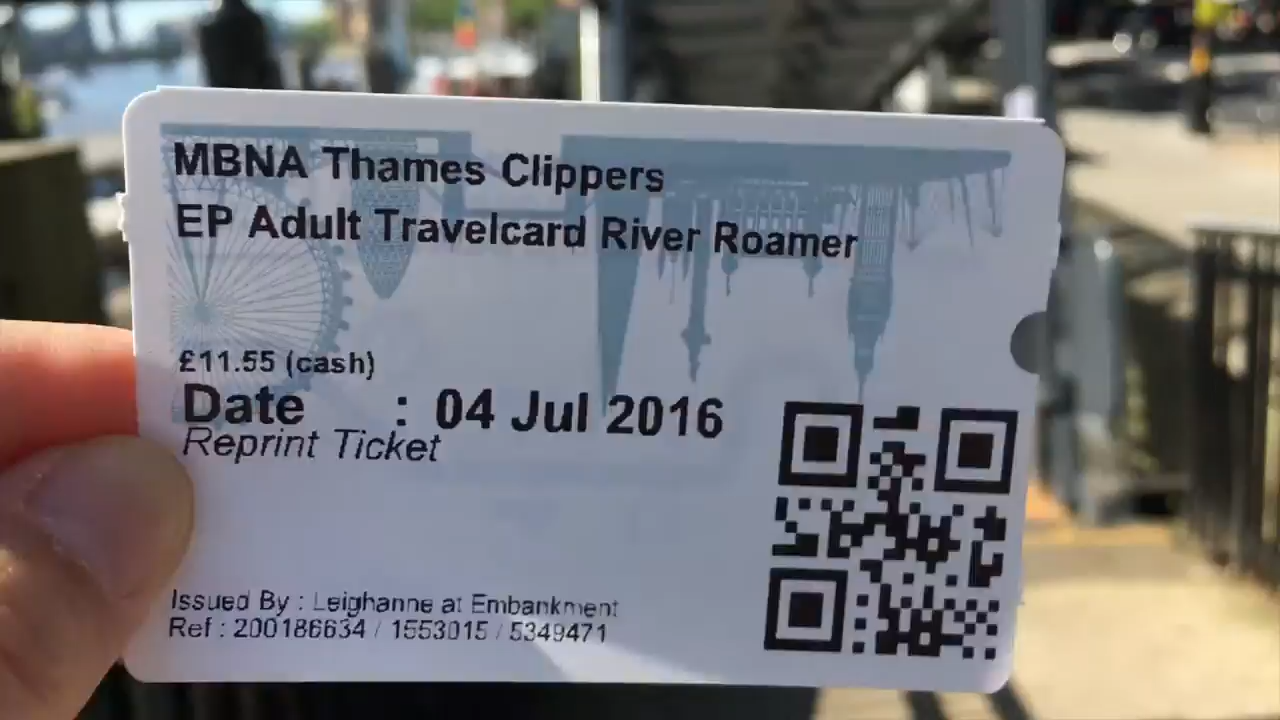 MBNA Thames Clippers
EP Adult Travelcard River Roamer
£11.55 (cash)
Date : 04 Jul 2016
Reprint Ticket
Issued By : Leighanne at Embankment
Ref : 200186634 / 1553015 / 5349471